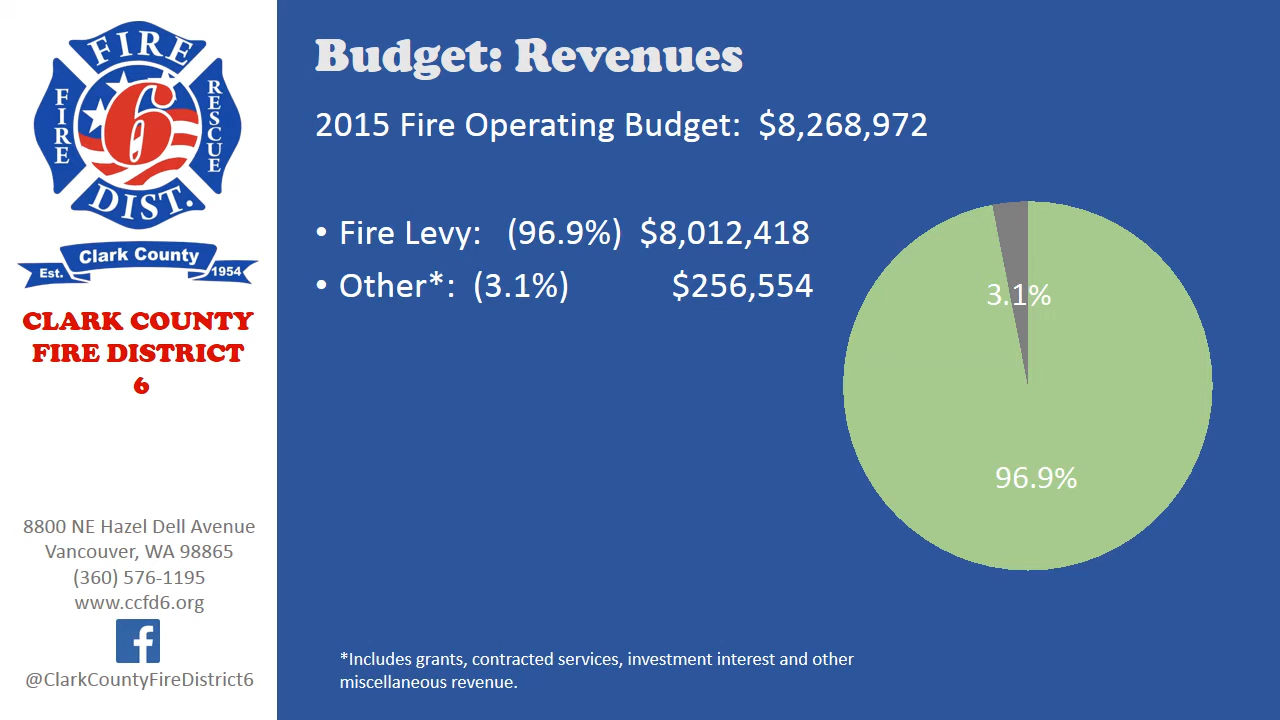 FIRE
FIRE
6
RESCUE
DIST.
Clark County
Est.
1954
CLARK COUNTY
FIRE DISTRICT
6
8800 NE Hazel Dell Avenue
Vancouver, WA 98865
(360) 576-1195
www.ccfd6.org
f
@ClarkCountyFireDistrict6
Budget: Revenues
2015 Fire Operating Budget: $8,268,972
• Fire Levy: (96.9%) $8,012,418
• Other*: (3.1%) $256,554
3.1%
96.9%
*Includes grants, contracted services, investment interest and other
miscellaneous revenue.